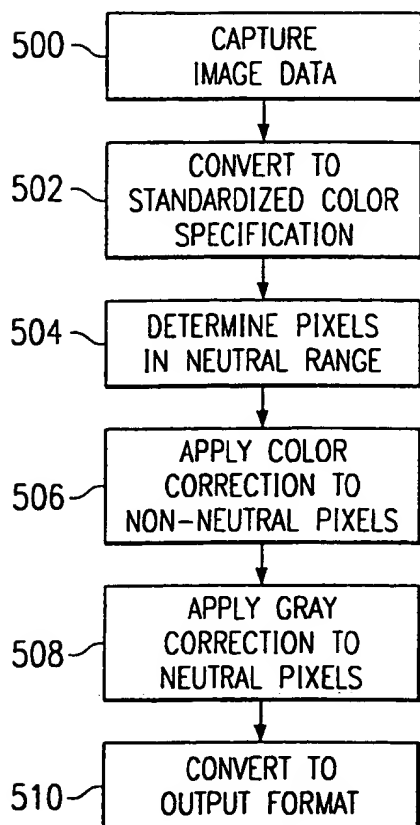 500
CAPTURE
IMAGE DATA
502
CONVERT TO
STANDARDIZED COLOR
SPECIFICATION
504
DETERMINE PIXELS
IN NEUTRAL RANGE
506
APPLY COLOR
CORRECTION TO
NON-NEUTRAL PIXELS
508
APPLY GRAY
CORRECTION TO
NEUTRAL PIXELS
510
CONVERT TO
OUTPUT FORMAT